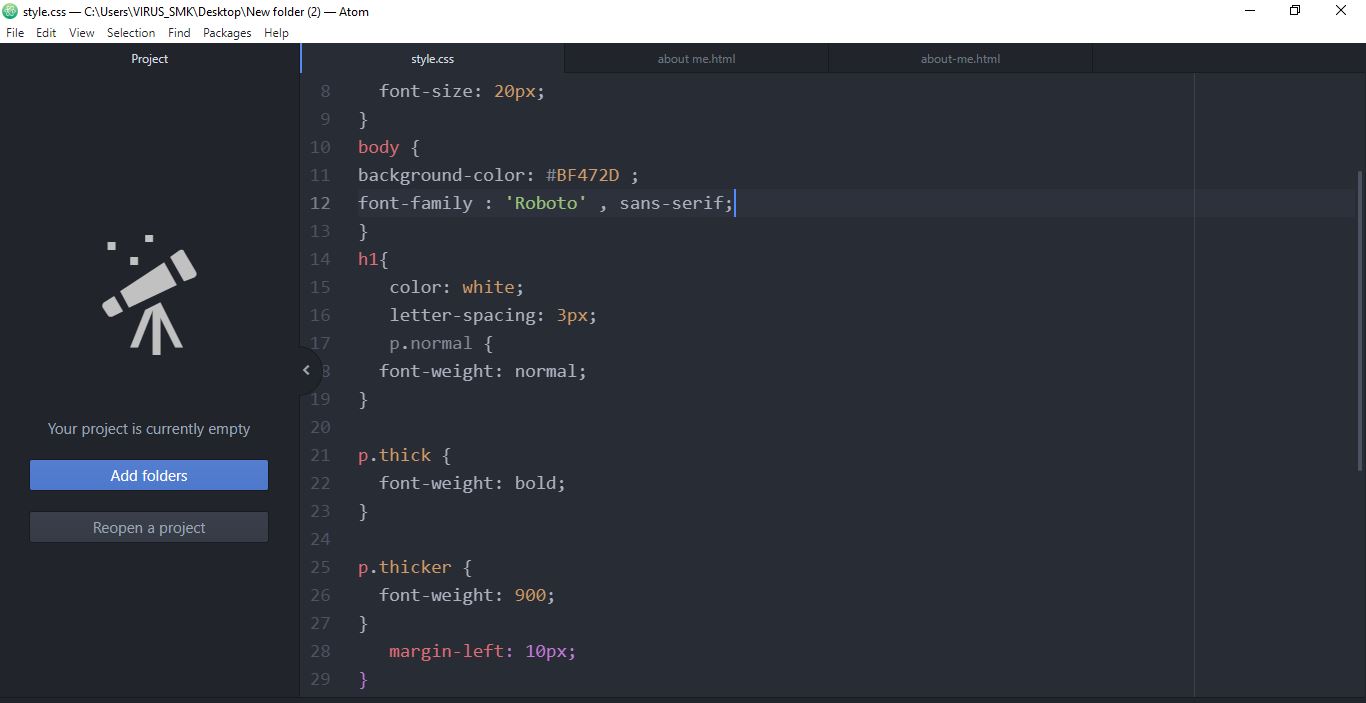 style.css — C:\Users\VIRUS_SMK\Desktop\New folder (2) — Atom
File Edit View Selection Find Packages Help
Project
style.css
about me.html
about-me.html
8 font-size: 20px;
9 }
10 body {
11 background-color: #BF472D ;
12 font-family : 'Roboto' , sans-serif;
13 }
14 h1{
15 color: white;
16 letter-spacing: 3px;
17 p.normal {
8 font-weight: normal;
19 }
20
21 p.thick {
22 font-weight: bold;
23 }
24
25 p.thicker {
26 font-weight: 900;
27 }
28 margin-left: 10px;
29 }
Your project is currently empty
Add folders
Reopen a project